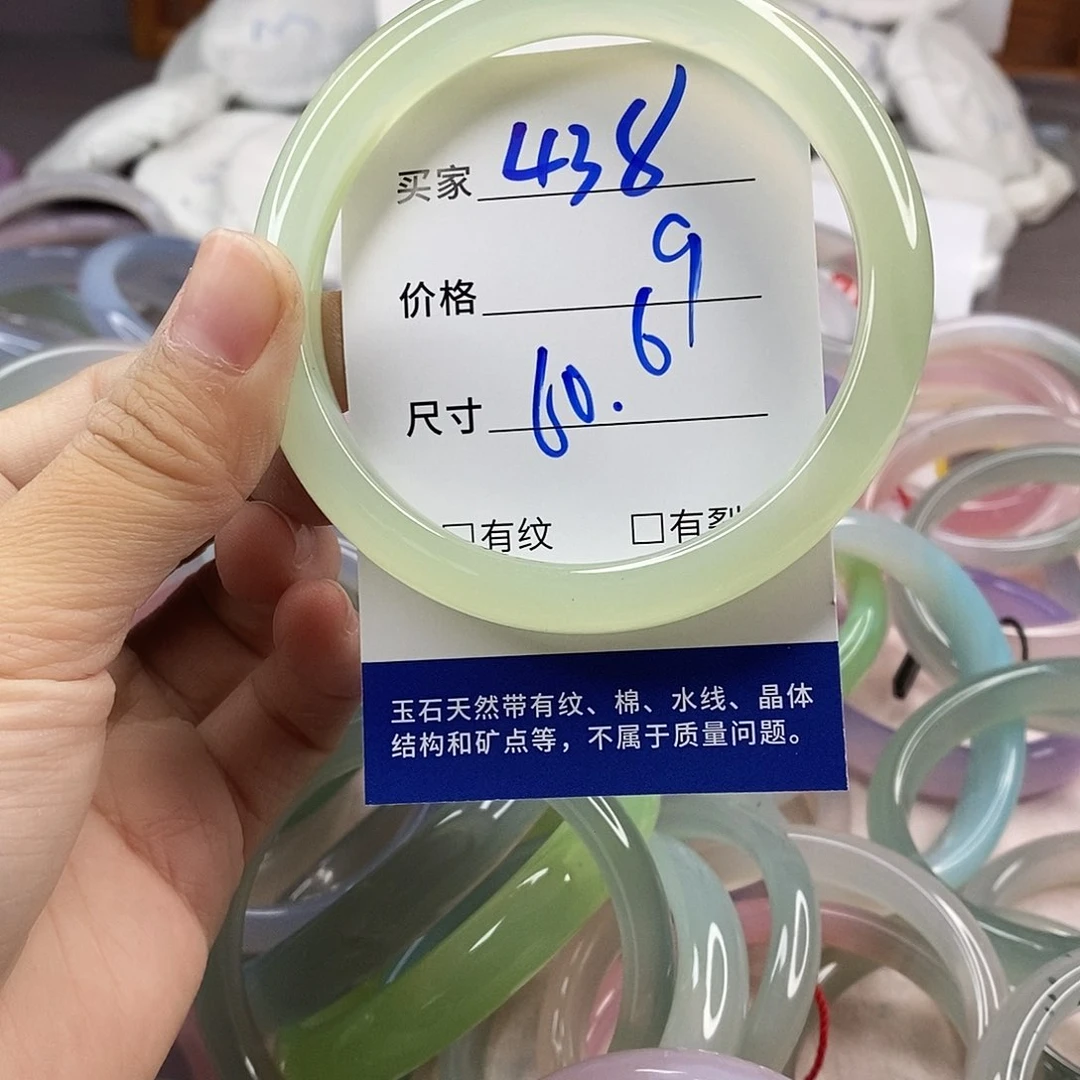 买家 438
价格 9
尺寸 60.6
□有纹 □有裂
玉石天然带有纹、棉、水线、晶体
结构和矿点等，不属于质量问题。